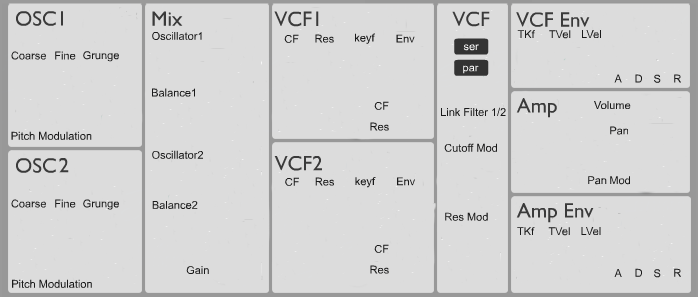 OSC1
Coarse Fine Grunge
Pitch Modulation
OSC2
Coarse Fine Grunge
Pitch Modulation
Mix
Oscillator1
Balance1
Oscillator2
Balance2
Gain
VCF1
CF Res keyf Env
CF
Res
VCF2
CF Res keyf Env
CF
Res
VCF
ser
par
Link Filter 1/2
Cutoff Mod
Res Mod
VCF Env
TKf TVel LVel
A D S R
Amp
Volume
Pan
Pan Mod
Amp Env
TKf TVel LVel
A D S R